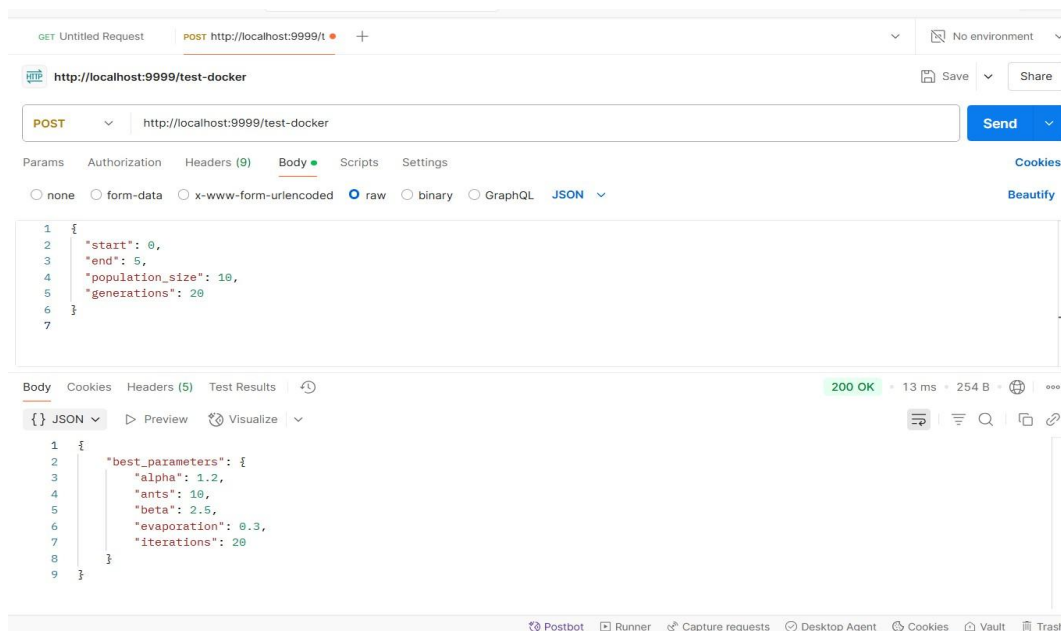 GET Untitled Request POST http://localhost:9999/t No environment
HTTP http://localhost:9999/test-docker Save Share
POST http://localhost:9999/test-docker Send
Params Authorization Headers (9) Body Scripts Settings Cookies
none form-data x-www-form-urlencoded raw binary GraphQL JSON Beautify
1 {
2 "start": 0,
3 "end": 5,
4 "population_size": 10,
5 "generations": 20
6 }
7
Body Cookies Headers (5) Test Results 200 OK 13 ms 254 B
{} JSON Preview Visualize
1 {
2 "best_parameters": {
3 "alpha": 1.2,
4 "ants": 10,
5 "beta": 2.5,
6 "evaporation": 0.3,
7 "iterations": 20
8 }
9 }
Postbot Runner Capture requests Desktop Agent Cookies Vault Tras